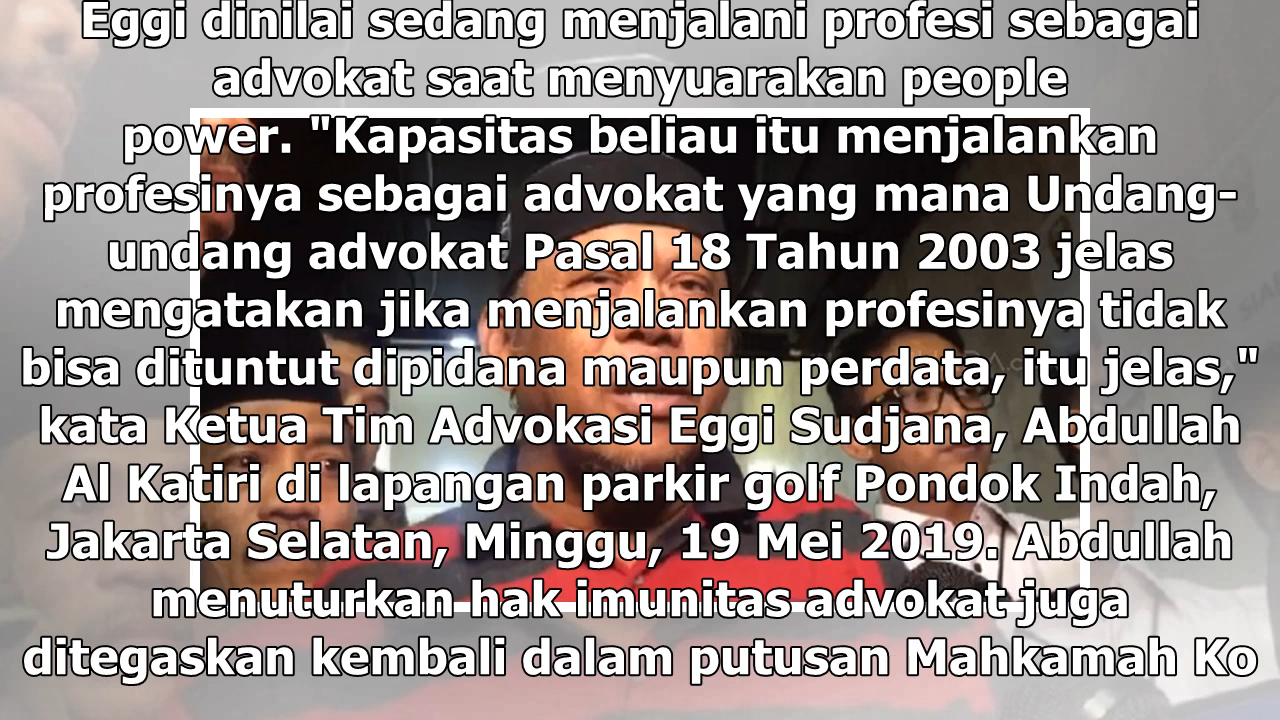 Eggi dinilai sedang menjalani profesi sebagai
advokat saat menyuarakan people
power. "Kapasitas beliau itu menjalankan
profesinya sebagai advokat yang mana Undang-
undang advokat Pasal 18 Tahun 2003 jelas
mengatakan jika menjalankan profesinya tidak
bisa dituntut dipidana maupun perdata, itu jelas,"
kata Ketua Tim Advokasi Eggi Sudjana, Abdullah
Al Katiri di lapangan parkir golf Pondok Indah,
Jakarta Selatan, Minggu, 19 Mei 2019. Abdullah
menuturkan hak imunitas advokat juga
ditegaskan kembali dalam putusan Mahkamah Ko